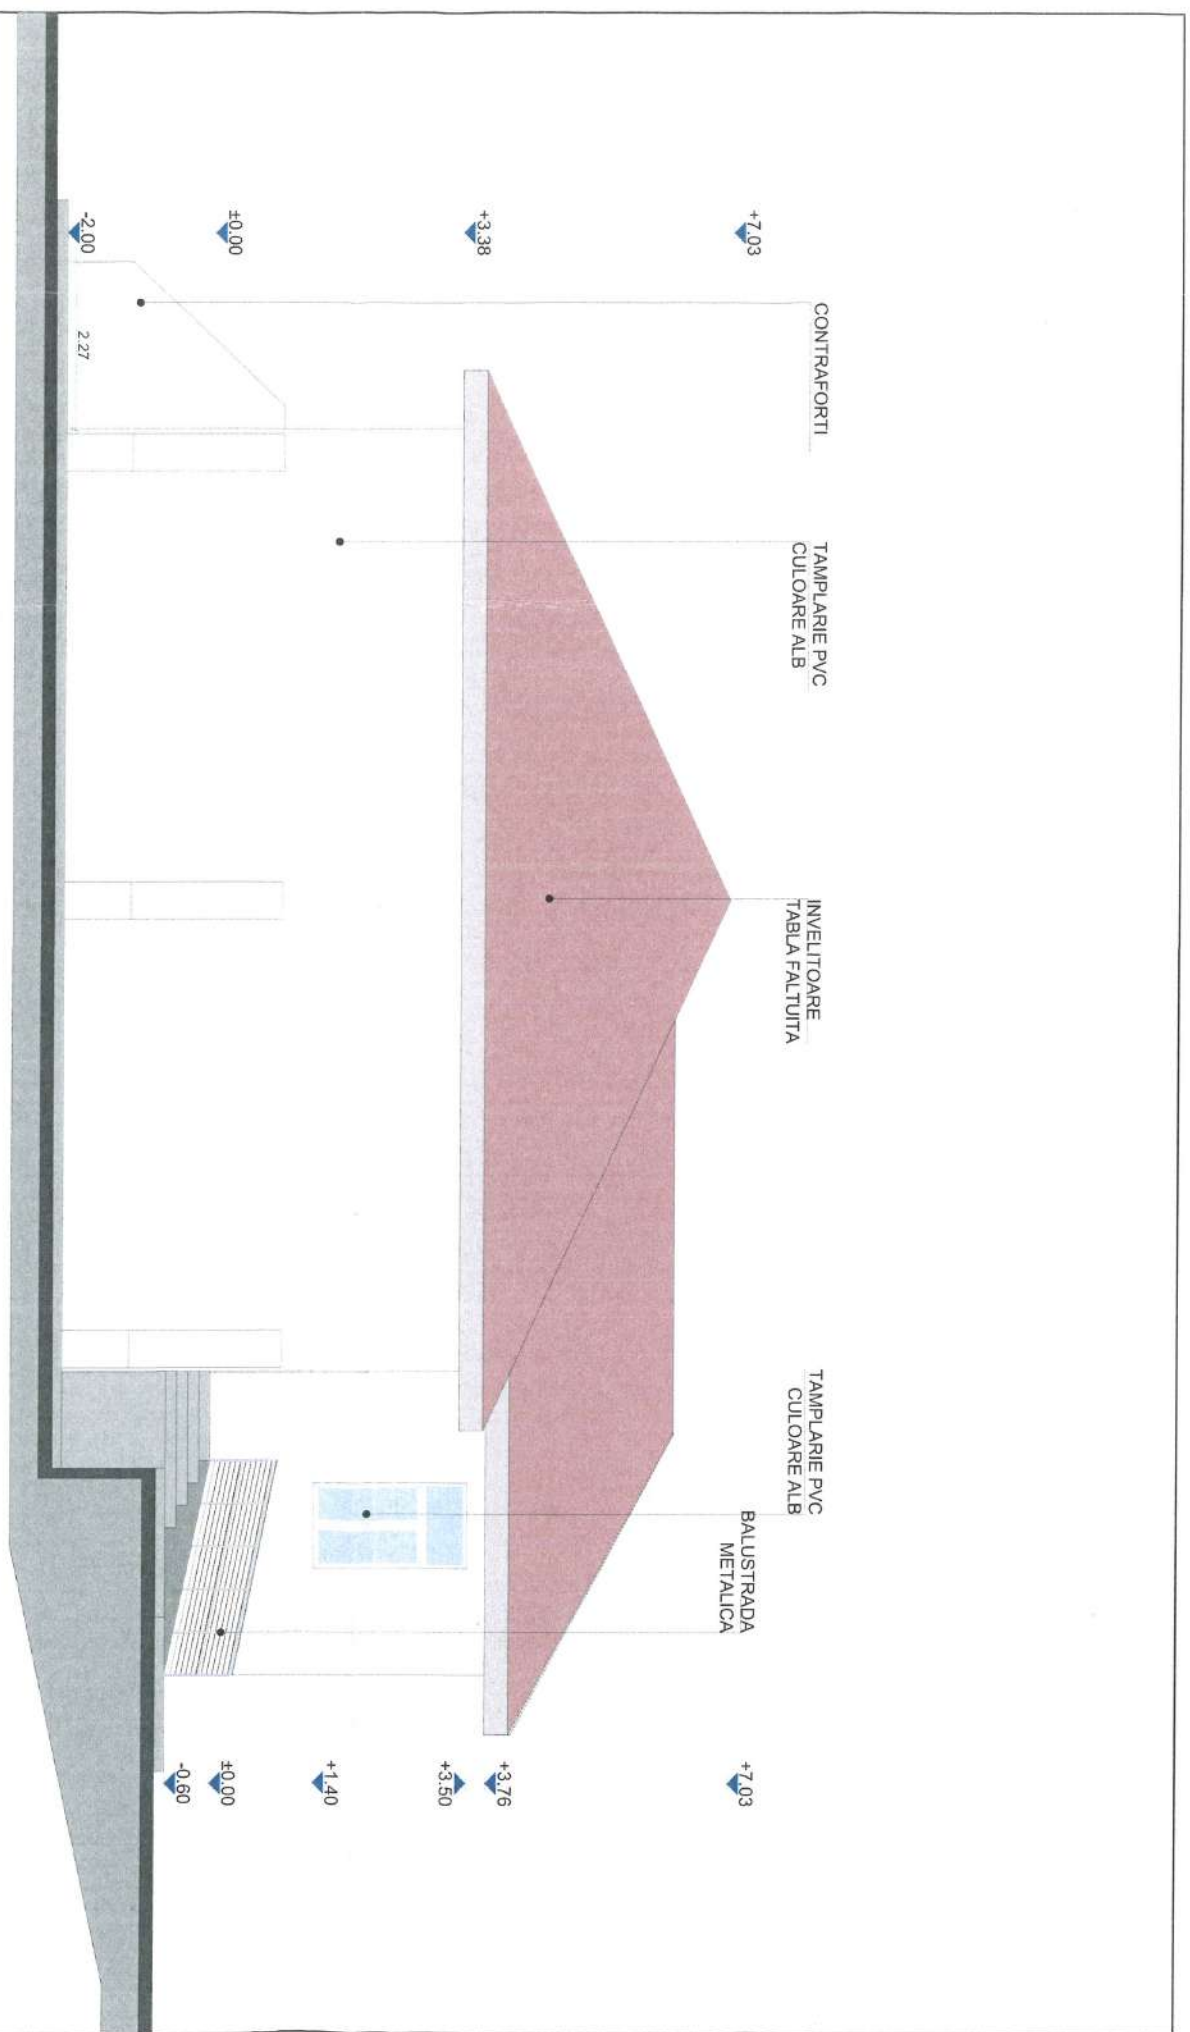 CONTRAFORTI
TAMPLARIE PVC
CULOARE ALB
INVELITOARE
TABLA FALTUITA
TAMPLARIE PVC
CULOARE ALB
BALUSTRADA
METALICA
+7.03
+3.38
±0.00
-2.00
2.27
+7.03
+3.76
+3.50
+1.40
±0.00
-0.60